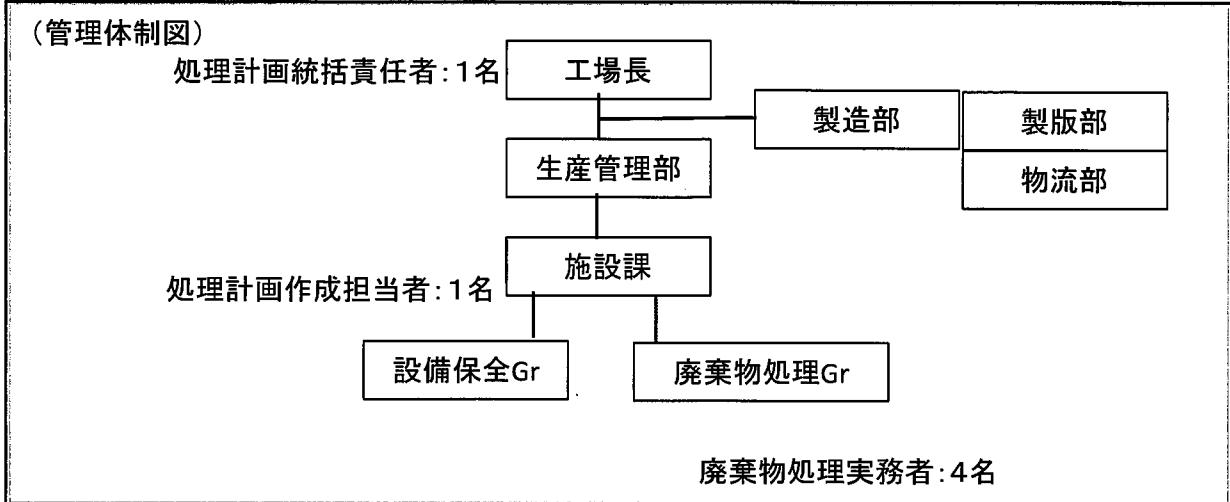 （管理体制図）
処理計画統括責任者：１名
工場長
製造部
製版部
生産管理部
物流部
施設課
処理計画作成担当者：１名
設備保全Gr
廃棄物処理Gr
廃棄物処理実務者：４名